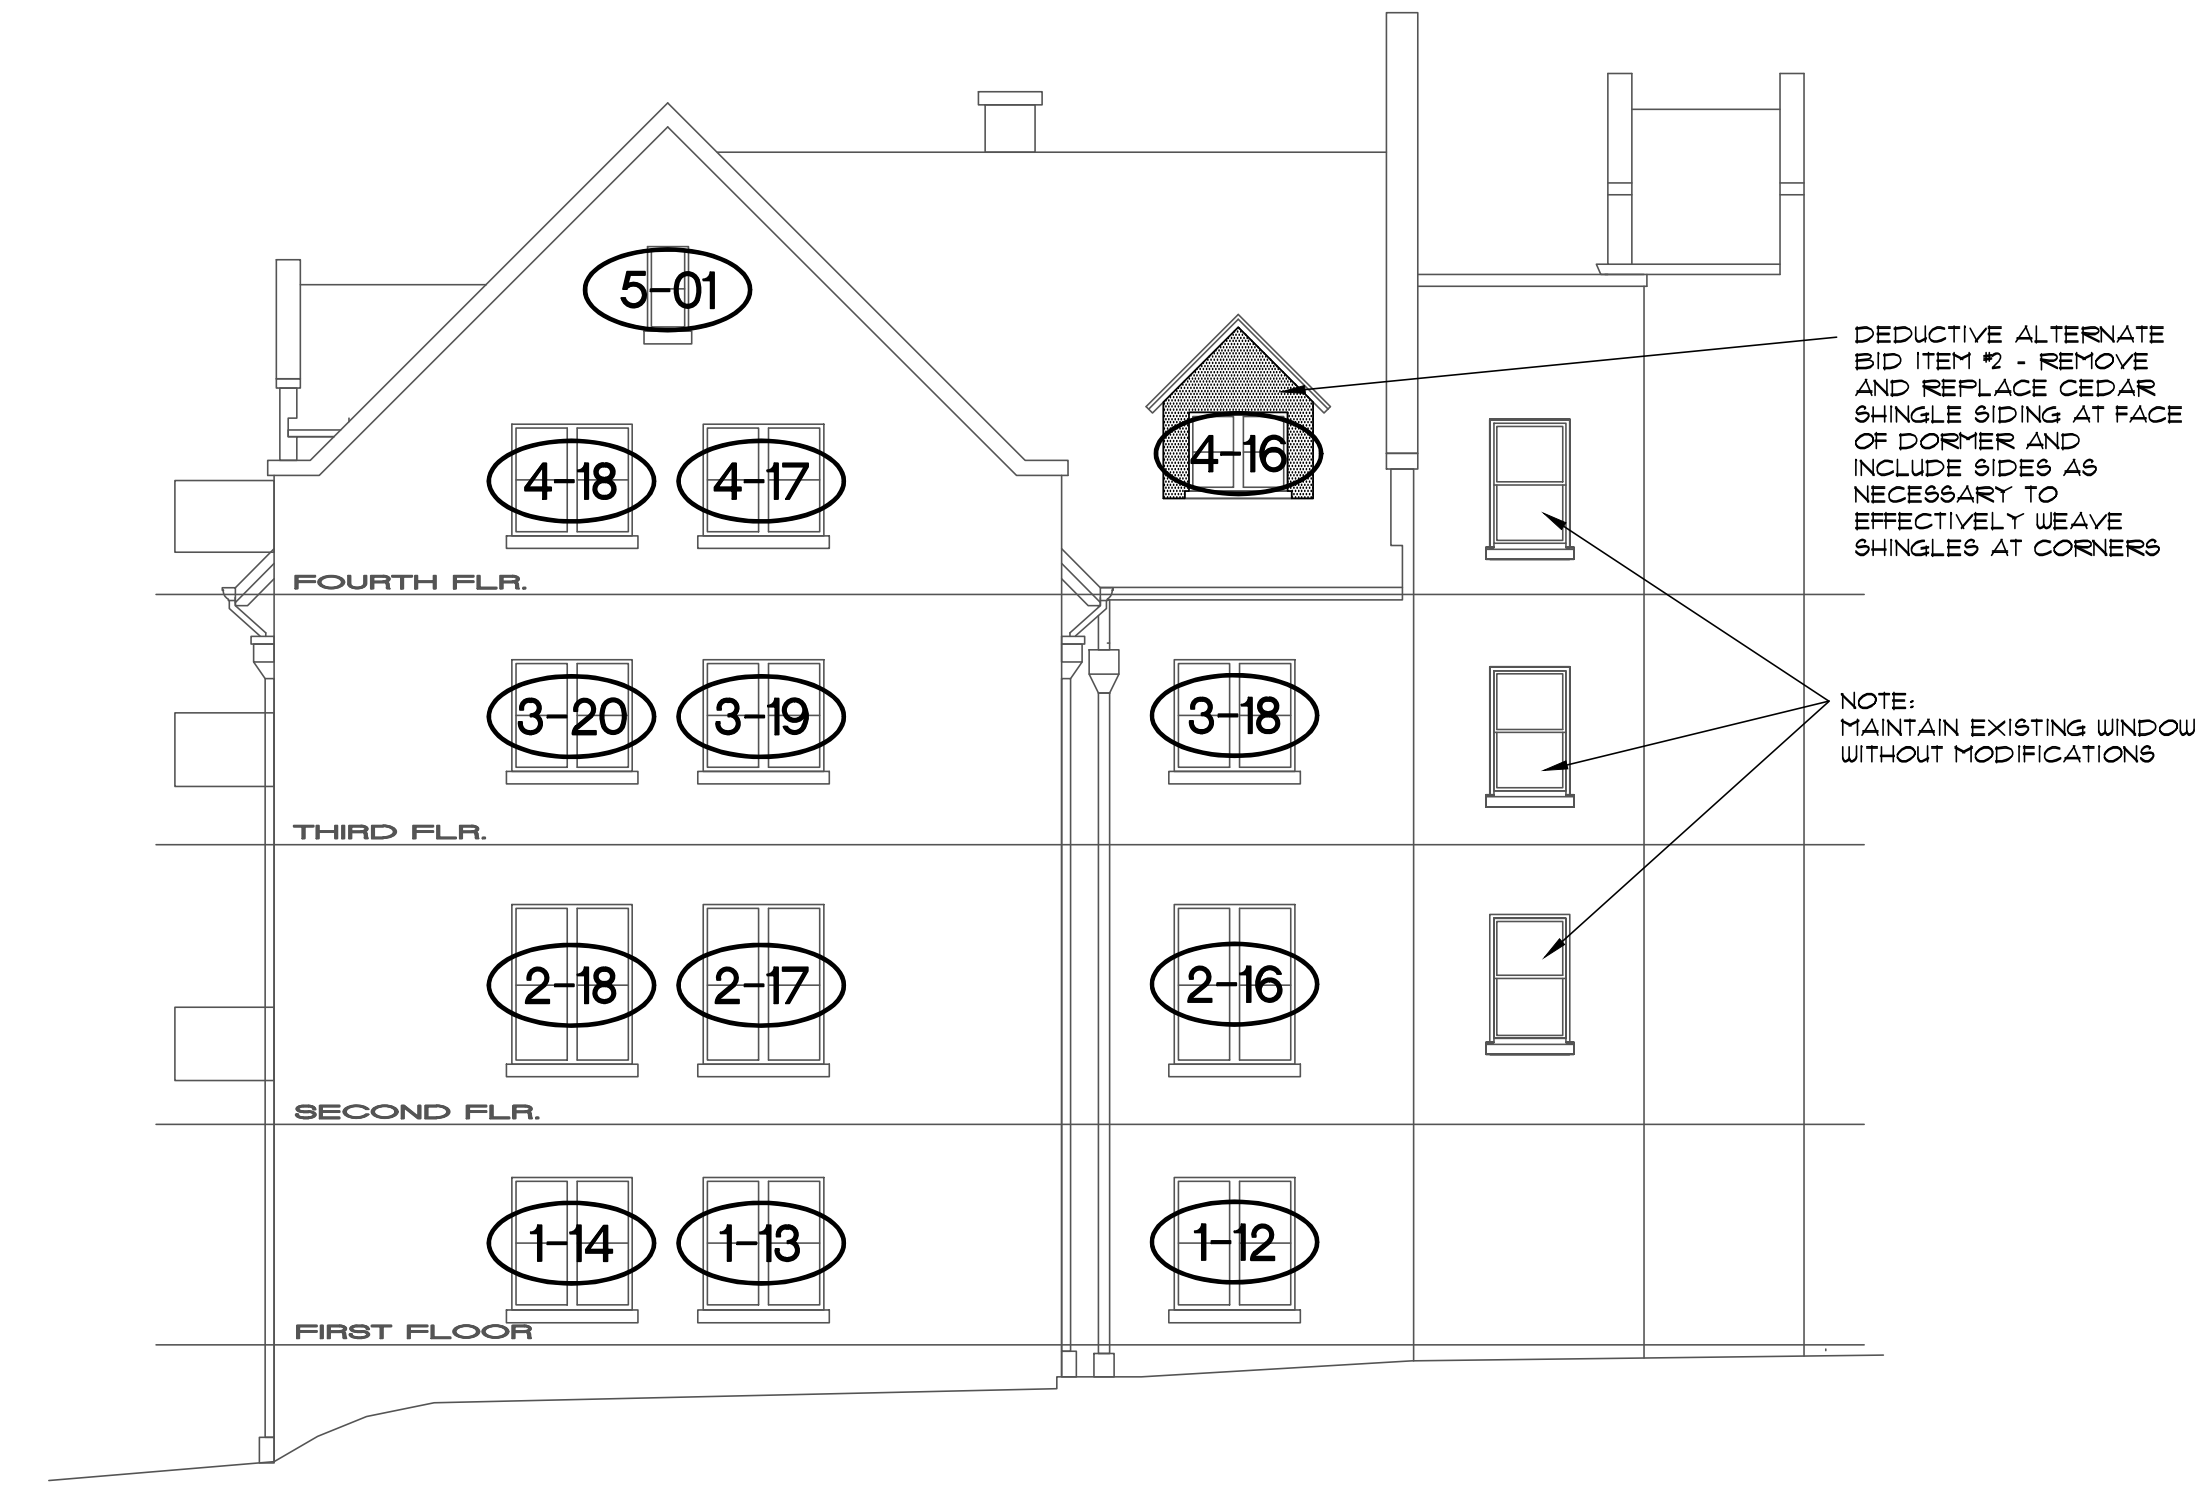 5-01
DEDUCTIVE ALTERNATE
BID ITEM #2 - REMOVE
AND REPLACE CEDAR
SHINGLE SIDING AT FACE
OF DORMER AND
INCLUDE SIDES AS
NECESSARY TO
EFFECTIVELY WEAVE
SHINGLES AT CORNERS
4-18 4-17 4-16
FOURTH FLR.
3-20 3-19 3-18
NOTE:
MAINTAIN EXISTING WINDOW
WITHOUT MODIFICATIONS
THIRD FLR.
2-18 2-17 2-16
SECOND FLR.
1-14 1-13 1-12
FIRST FLOOR